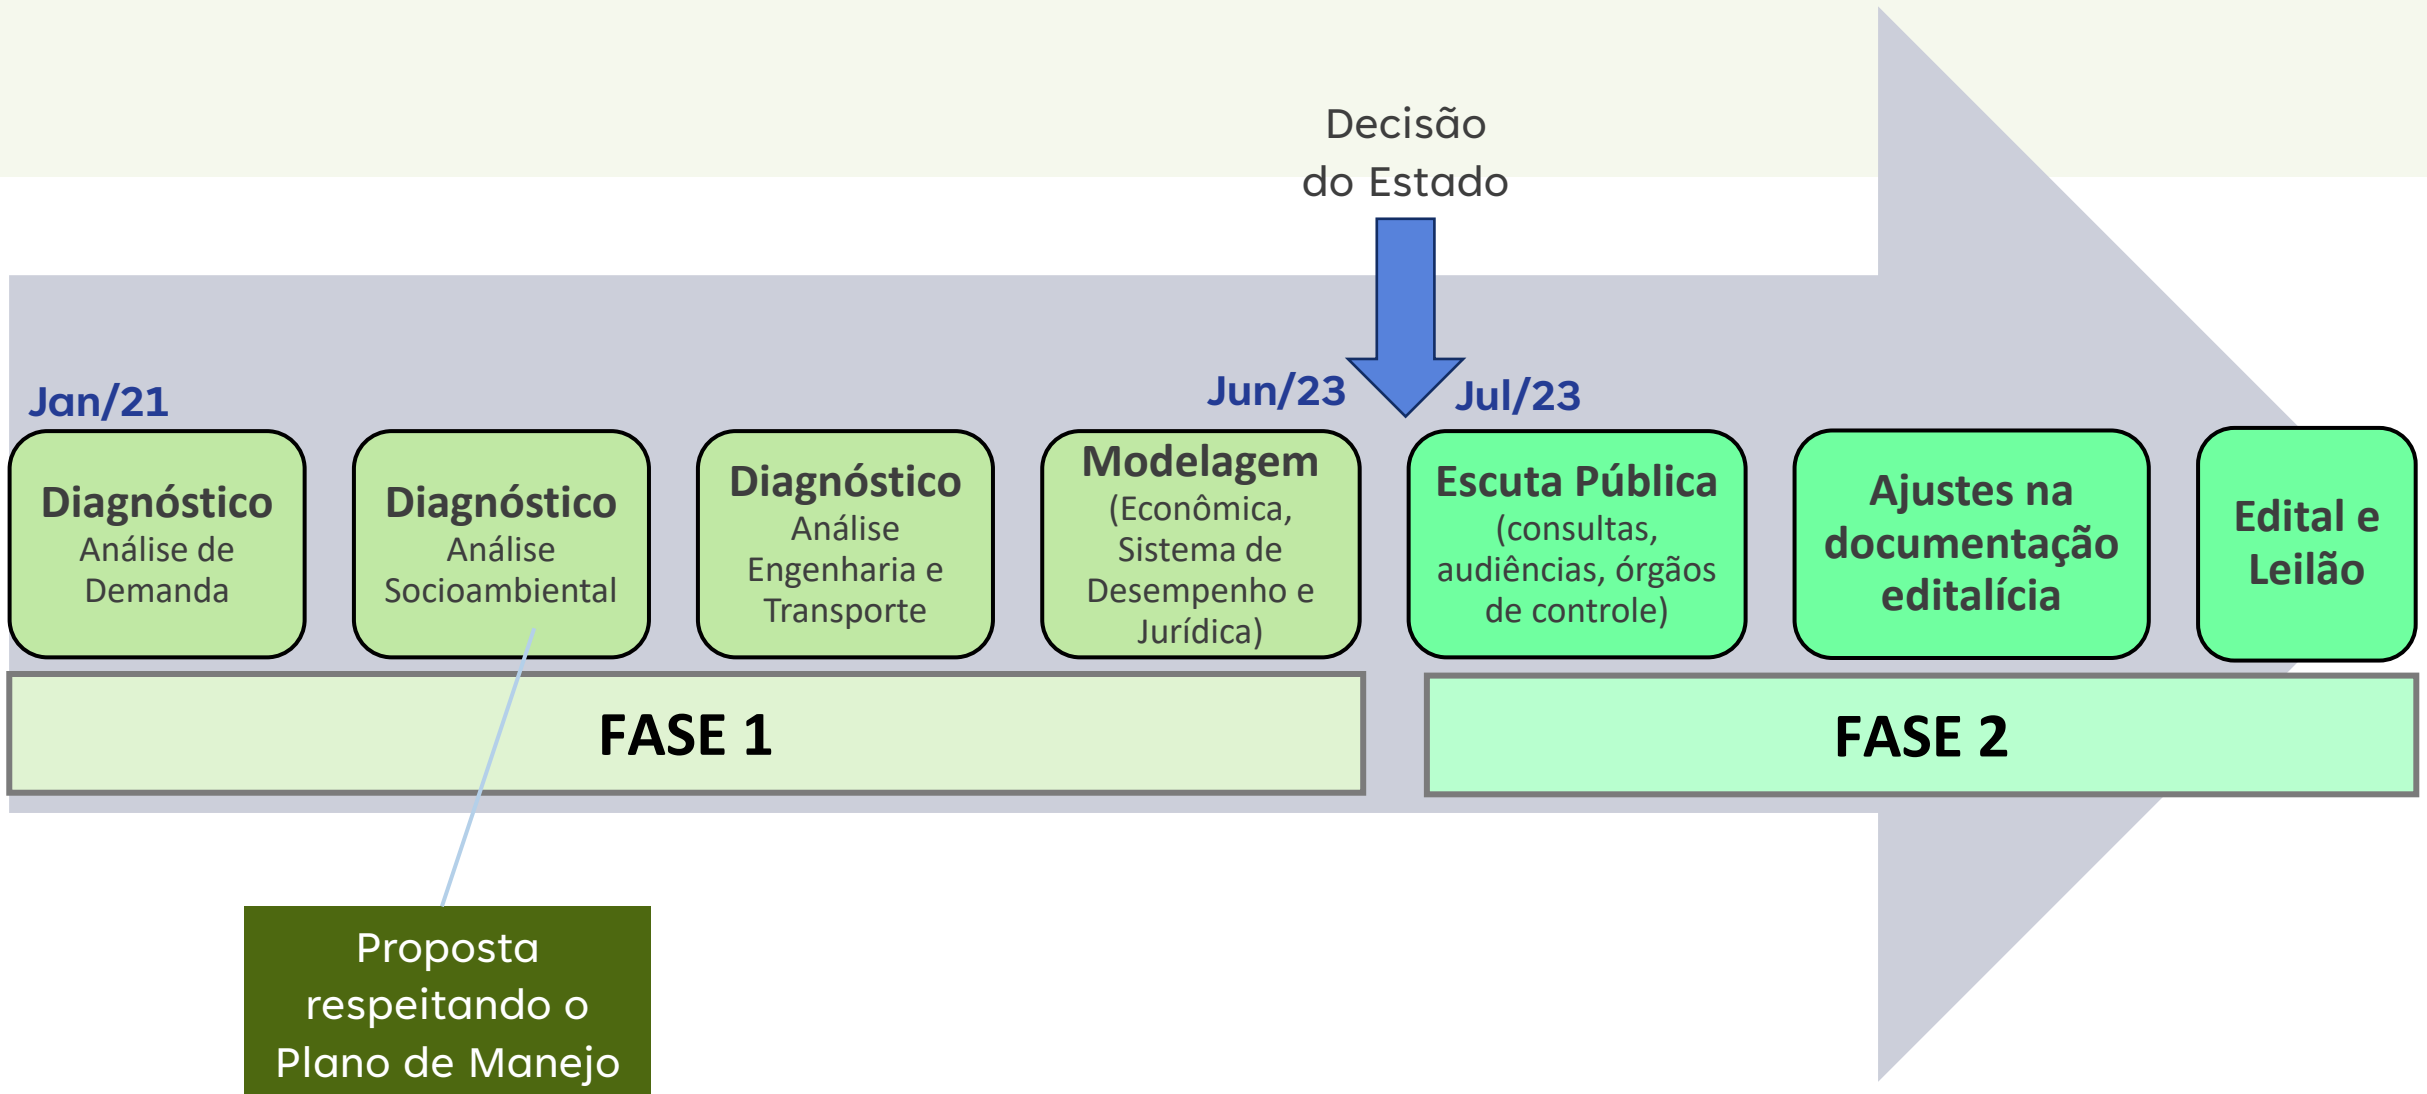 Decisão
do Estado
Jan/21
Jun/23
Jul/23
Diagnóstico
Análise de
Demanda
Diagnóstico
Análise
Socioambiental
Diagnóstico
Análise
Engenharia e
Transporte
Modelagem
(Econômica,
Sistema de
Desempenho e
Jurídica)
Escuta Pública
(consultas,
audiências, órgãos
de controle)
Ajustes na
documentação
editalícia
Edital e
Leilão
FASE 1
FASE 2
Proposta
respeitando o
Plano de Manejo